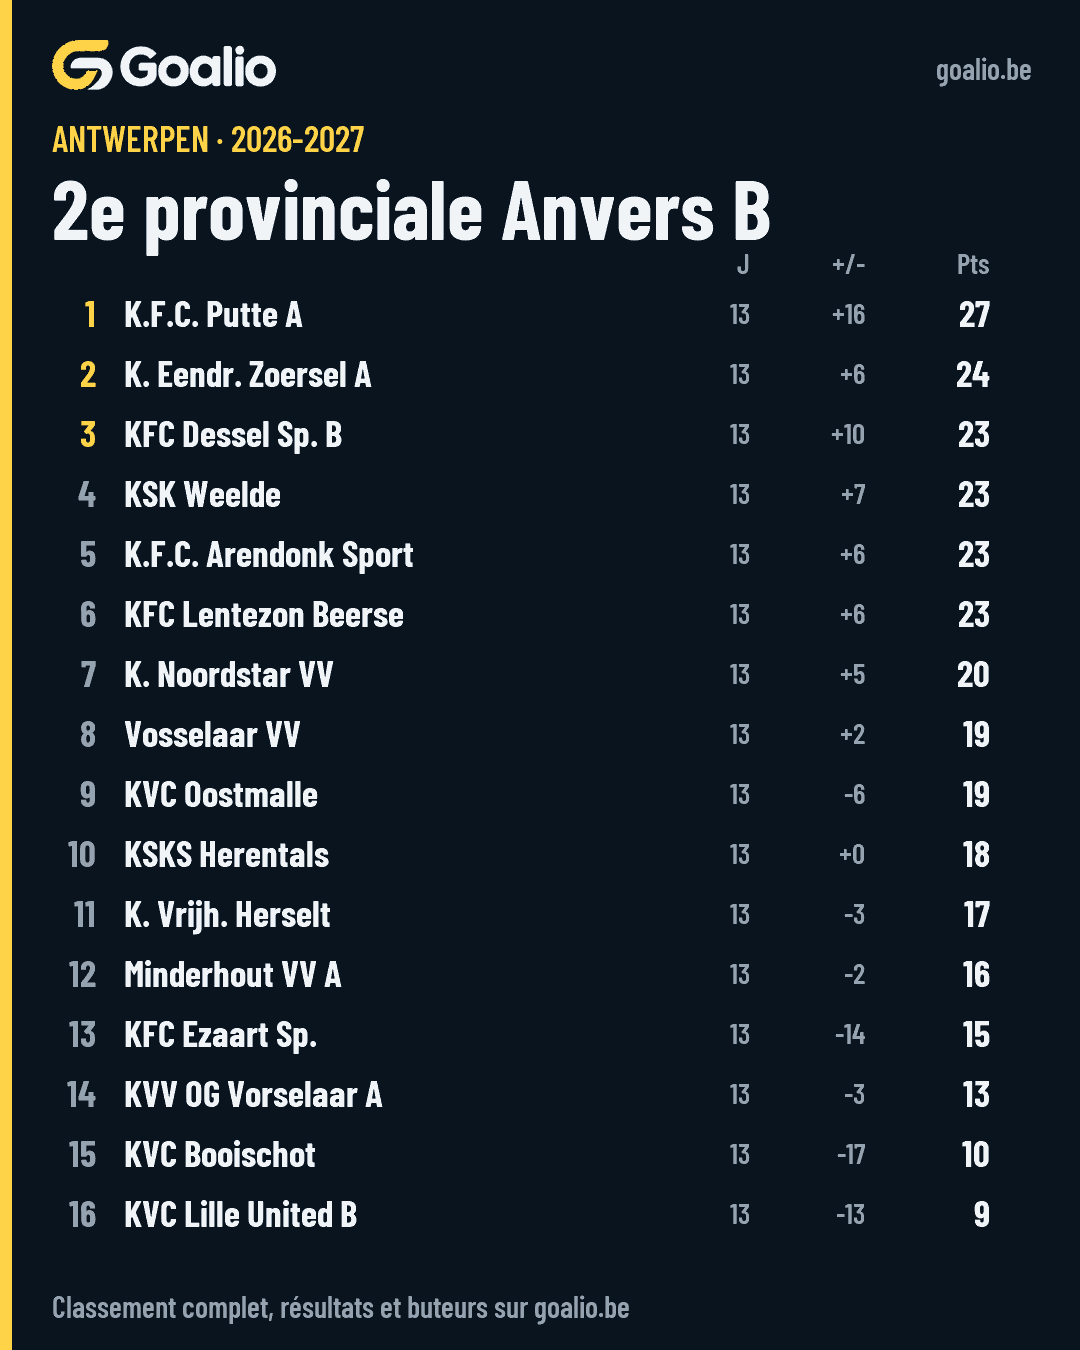 Goalio
goalio.be
ANTWERPEN · 2026-2027
2e provinciale Anvers B
J +/- Pts
1 K.F.C. Putte A 13 +16 27
2 K. Eendr. Zoersel A 13 +6 24
3 KFC Dessel Sp. B 13 +10 23
4 KSK Weelde 13 +7 23
5 K.F.C. Arendonk Sport 13 +6 23
6 KFC Lentezon Beerse 13 +6 23
7 K. Noordstar VV 13 +5 20
8 Vosselaar VV 13 +2 19
9 KVC Oostmalle 13 -6 19
10 KSKS Herentals 13 +0 18
11 K. Vrijh. Herselt 13 -3 17
12 Minderhout VV A 13 -2 16
13 KFC Ezaart Sp. 13 -14 15
14 KVV OG Vorselaar A 13 -3 13
15 KVC Booischot 13 -17 10
16 KVC Lille United B 13 -13 9
Classement complet, résultats et buteurs sur goalio.be